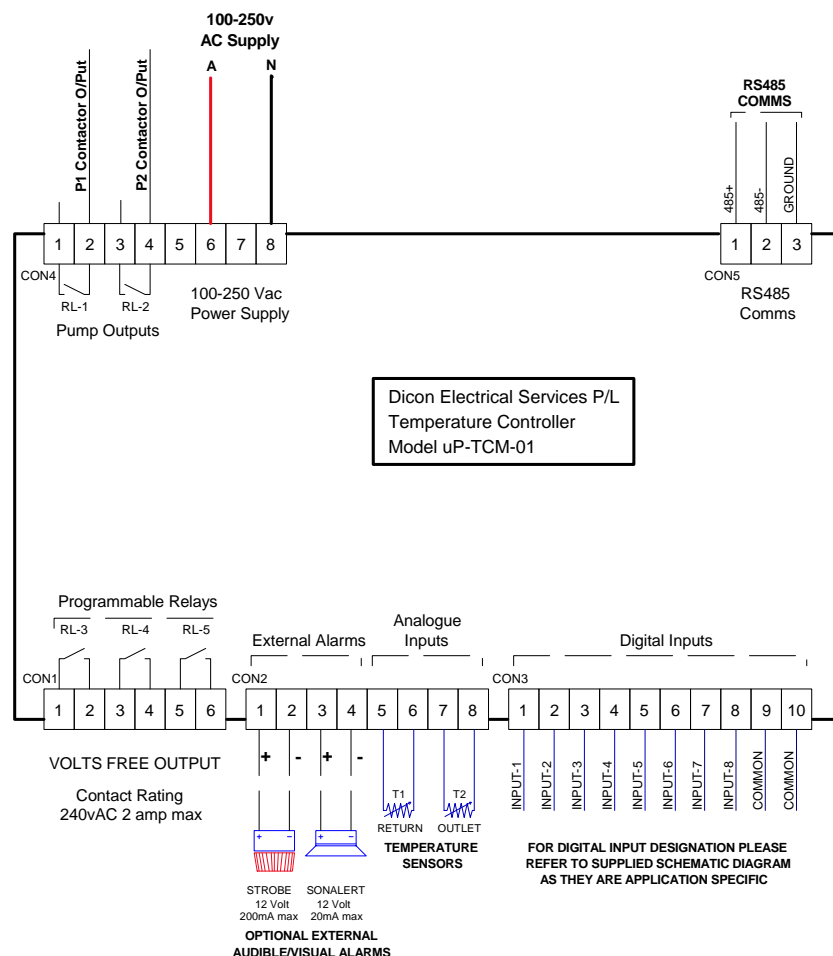 100-250v
AC Supply
A
N
P1 Contactor O/Put
P2 Contactor O/Put
RS485
COMMS
485+
485-
GROUND
1 2 3 4 5 6 7 8
1 2 3
CON4
CON5
RL-1
RL-2
Pump Outputs
100-250 Vac
Power Supply
RS485
Comms
Dicon Electrical Services P/L
Temperature Controller
Model uP-TCM-01
Programmable Relays
RL-3
RL-4
RL-5
External Alarms
Analogue
Inputs
Digital Inputs
CON1
CON2
CON3
1 2 3 4 5 6
1 2 3 4 5 6 7 8
1 2 3 4 5 6 7 8 9 10
VOLTS FREE OUTPUT
Contact Rating
240vAC 2 amp max
+ - + -
+ - + -
T1
RETURN
T2
OUTLET
TEMPERATURE
SENSORS
INPUT-1
INPUT-2
INPUT-3
INPUT-4
INPUT-5
INPUT-6
INPUT-7
INPUT-8
COMMON
COMMON
FOR DIGITAL INPUT DESIGNATION PLEASE
REFER TO SUPPLIED SCHEMATIC DIAGRAM
AS THEY ARE APPLICATION SPECIFIC
STROBE
12 Volt
200mA max
SONALERT
12 Volt
20mA max
OPTIONAL EXTERNAL
AUDIBLE/VISUAL ALARMS